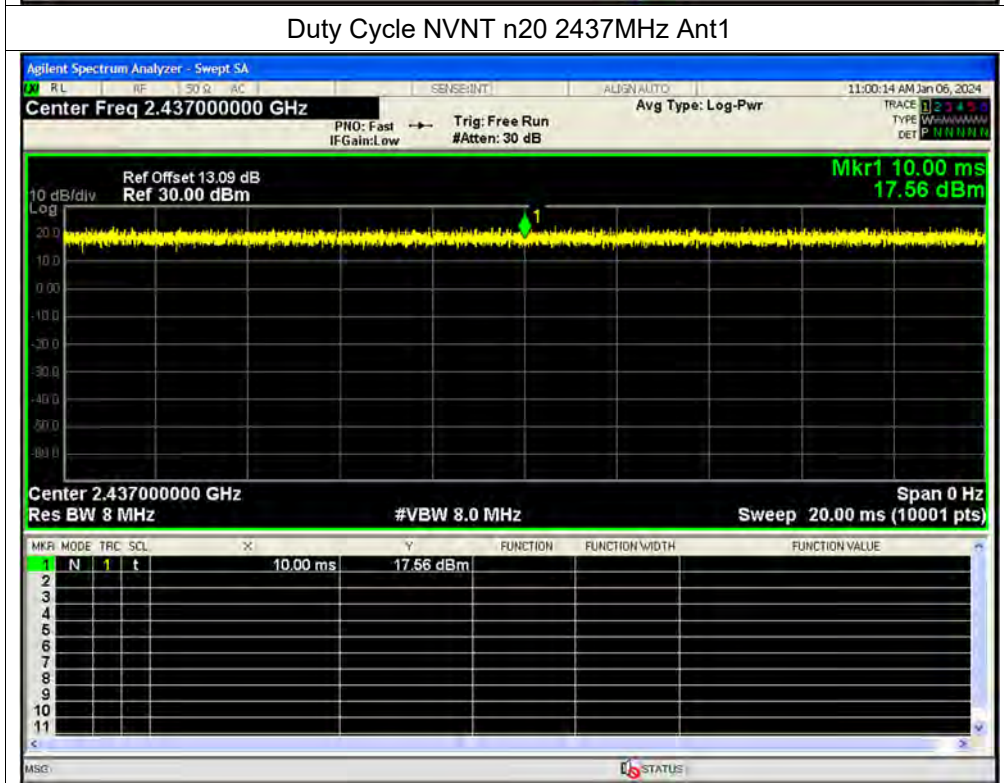 Duty Cycle NVNT n20 2437MHz Ant1
Agilent Spectrum Analyzer - Swept SA
RL RF 50 Ω AC SENSE:INT ALIGN AUTO 11:00:14 AM Jan 06, 2024
Center Freq 2.437000000 GHz Avg Type: Log-Pwr TRACE 1 2 3 4 5 6
PNO: Fast Trig: Free Run TYPE
IFGain:Low #Atten: 30 dB DET P N N N N N
Mkr1 10.00 ms
Ref Offset 13.09 dB
10 dB/div Ref 30.00 dBm 17.56 dBm
Log
1
20.0
10.0
0.00
-10.0
-20.0
-30.0
-40.0
-50.0
-60.0
Center 2.437000000 GHz Span 0 Hz
Res BW 8 MHz #VBW 8.0 MHz Sweep 20.00 ms (10001 pts)
MKR MODE TRC SCL X Y FUNCTION FUNCTION WIDTH FUNCTION VALUE
1 N 1 t 10.00 ms 17.56 dBm
2
3
4
5
6
7
8
9
10
11
MSG STATUS